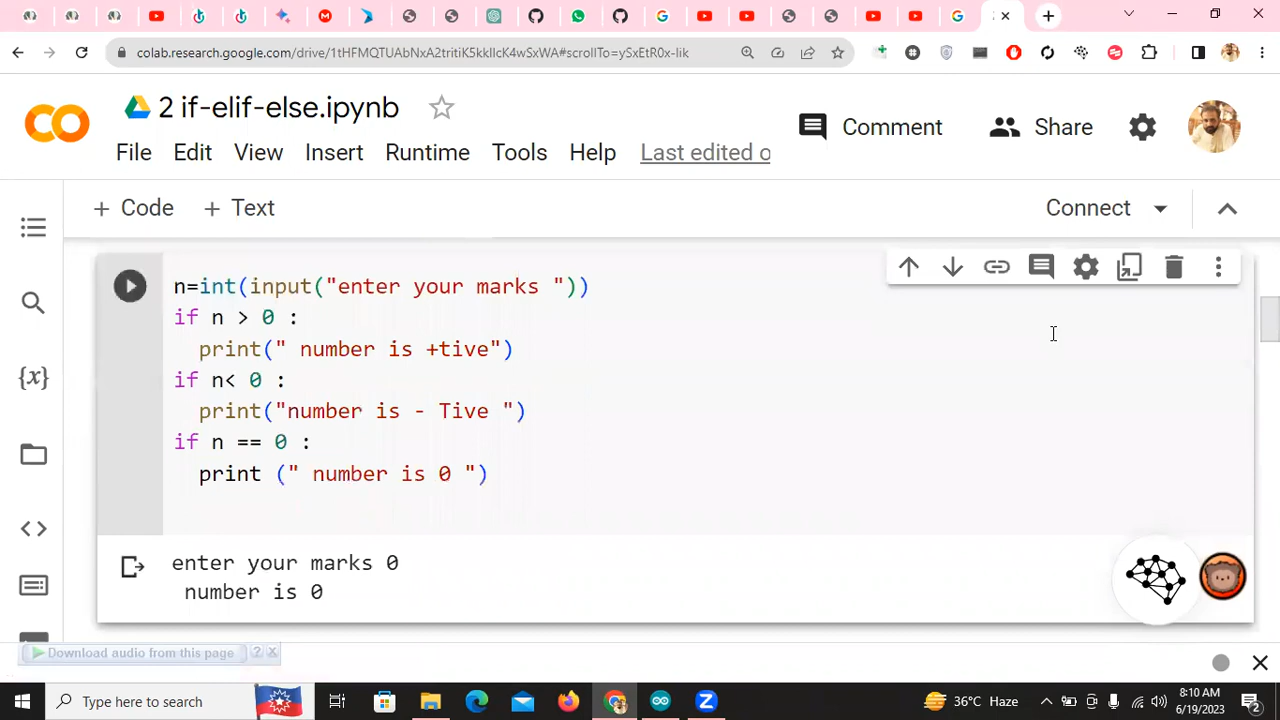 colab.research.google.com/drive/1tHFMQTUAbNxA2tritiK5kkIIcK4wSxWA#scrollTo=ySxEtR0x-lik
CO
2 if-elif-else.ipynb
Comment
Share
File Edit View Insert Runtime Tools Help Last edited o
+ Code + Text
Connect
n=int(input("enter your marks "))
if n > 0 :
print(" number is +tive")
if n< 0 :
print("number is - Tive ")
if n == 0 :
print (" number is 0 ")
{x}
enter your marks 0
number is 0
Download audio from this page ? x
Type here to search
36°C Haze
8:10 AM
6/19/2023
2